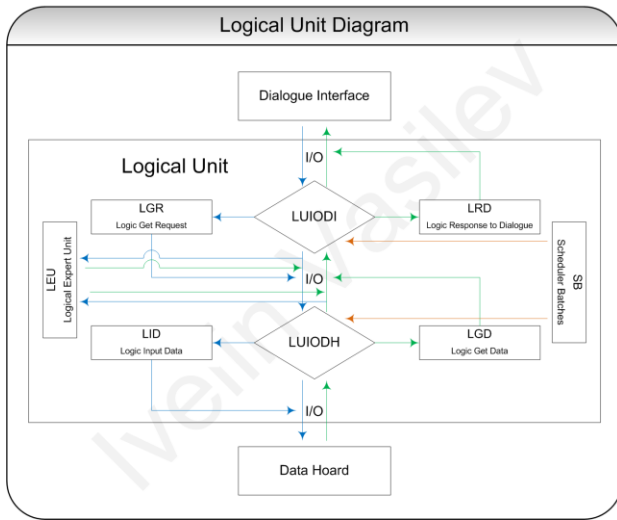 Logical Unit Diagram
Dialogue Interface
I/O
Logical Unit
LGR
Logic Get Request
LUIODI
LRD
Logic Response to Dialogue
LEU
Logical Expert Unit
I/O
SB
Scheduler Batches
LID
Logic Input Data
LUIODH
LGD
Logic Get Data
I/O
Data Hoard
Ivelin Vasilev